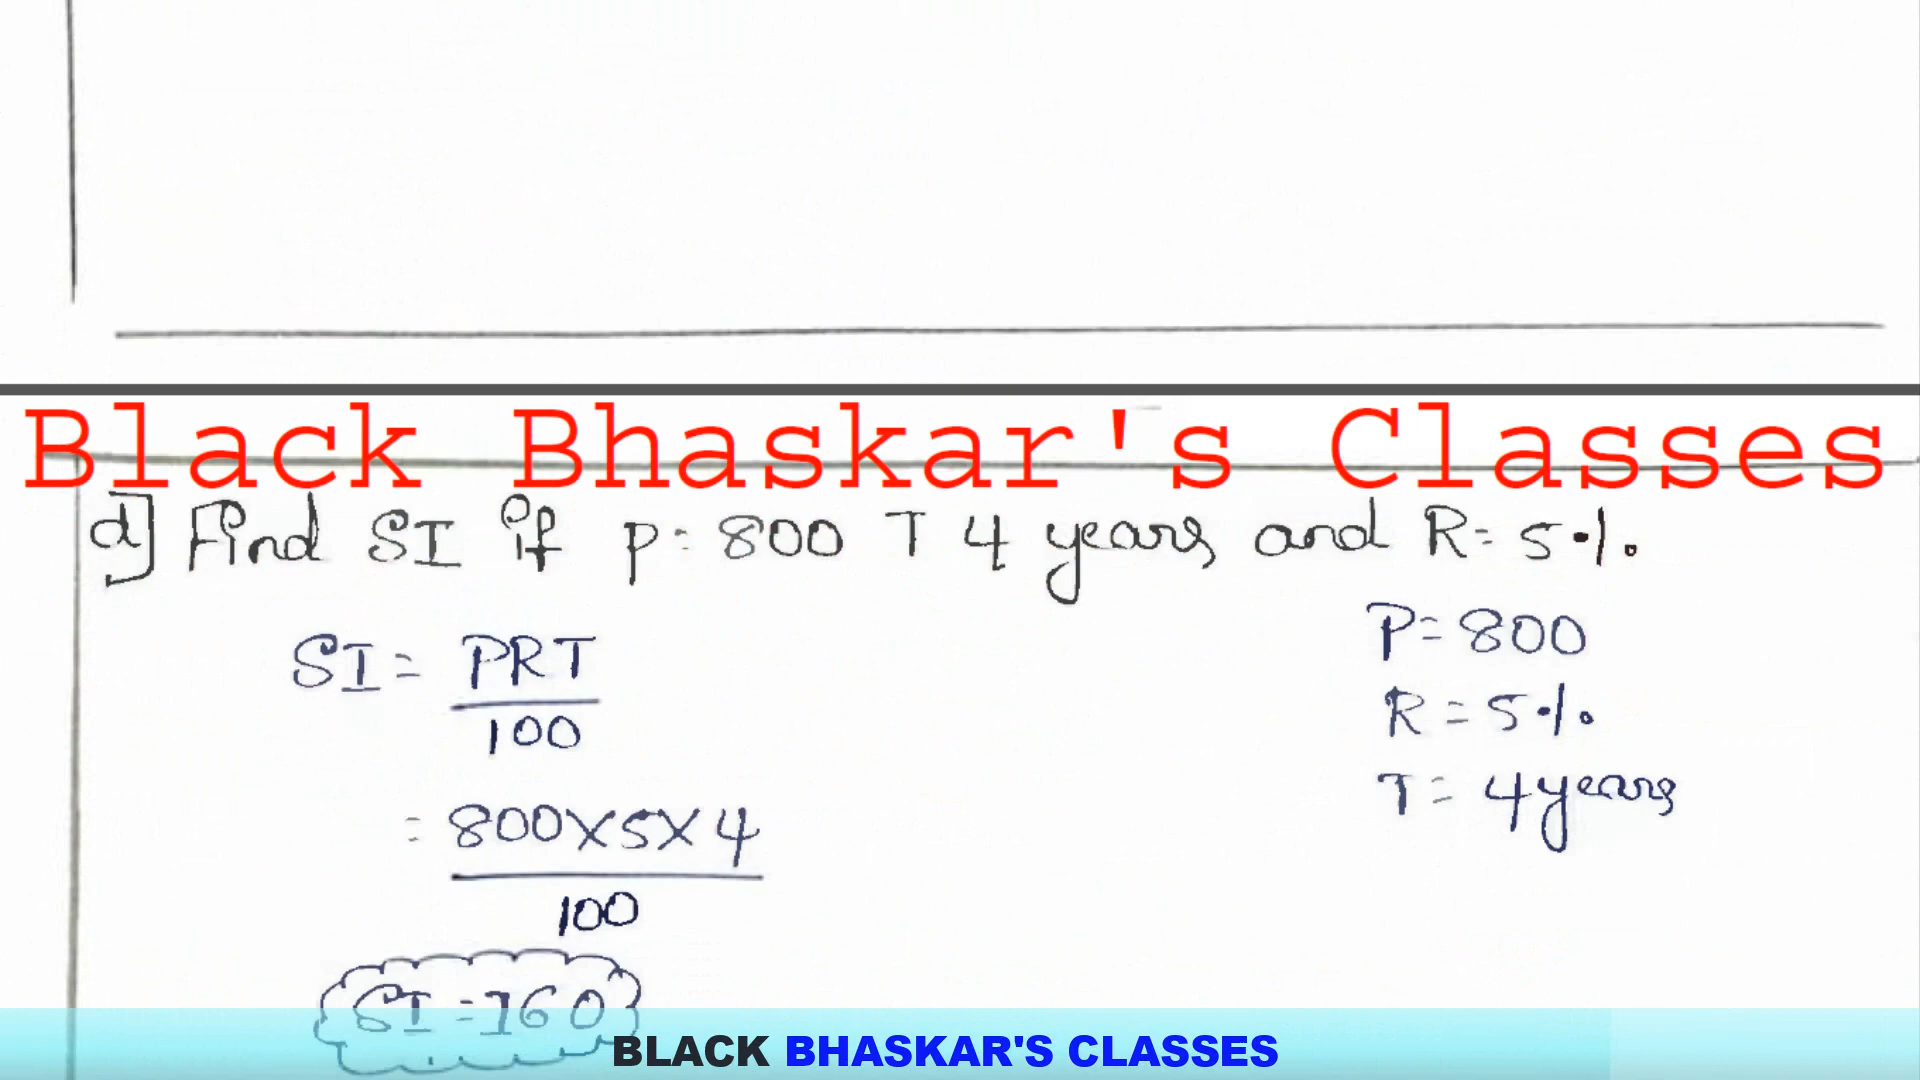 Black Bhaskar's Classes
d] Find SI if p = 800 T 4 years and R = 5%.
SI = PRT
100
= 800 X 5 X 4
100
SI = 160
P = 800
R = 5%
T = 4 years
BLACK BHASKAR'S CLASSES